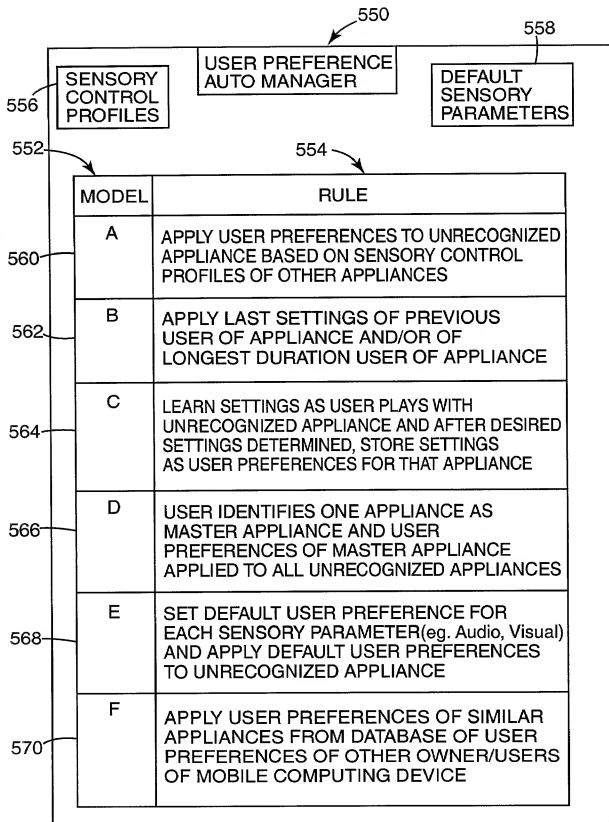 550
558
556
SENSORY
CONTROL
PROFILES
USER PREFERENCE
AUTO MANAGER
DEFAULT
SENSORY
PARAMETERS
552
554
MODEL
RULE
560
A
APPLY USER PREFERENCES TO UNRECOGNIZED
APPLIANCE BASED ON SENSORY CONTROL
PROFILES OF OTHER APPLIANCES
562
B
APPLY LAST SETTINGS OF PREVIOUS
USER OF APPLIANCE AND/OR OF
LONGEST DURATION USER OF APPLIANCE
564
C
LEARN SETTINGS AS USER PLAYS WITH
UNRECOGNIZED APPLIANCE AND AFTER DESIRED
SETTINGS DETERMINED, STORE SETTINGS
AS USER PREFERENCES FOR THAT APPLIANCE
566
D
USER IDENTIFIES ONE APPLIANCE AS
MASTER APPLIANCE AND USER
PREFERENCES OF MASTER APPLIANCE
APPLIED TO ALL UNRECOGNIZED APPLIANCES
568
E
SET DEFAULT USER PREFERENCE FOR
EACH SENSORY PARAMETER(eg. Audio, Visual)
AND APPLY DEFAULT USER PREFERENCES
TO UNRECOGNIZED APPLIANCE
570
F
APPLY USER PREFERENCES OF SIMILAR
APPLIANCES FROM DATABASE OF USER
PREFERENCES OF OTHER OWNER/USERS
OF MOBILE COMPUTING DEVICE